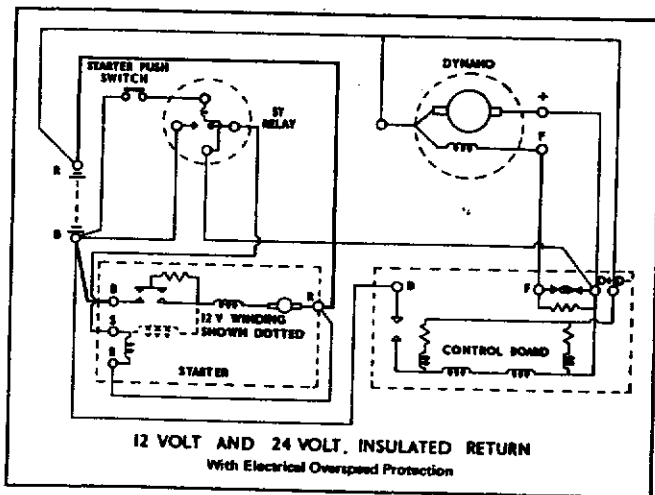 STARTER PUSH
SWITCH
ST
RELAY
DYNAMO
+
F
R
B
B
R
S
R
12 V WINDING
SHOWN DOTTED
STARTER
B
F
D+
D-
CONTROL BOARD
12 VOLT AND 24 VOLT, INSULATED RETURN
With Electrical Overspeed Protection